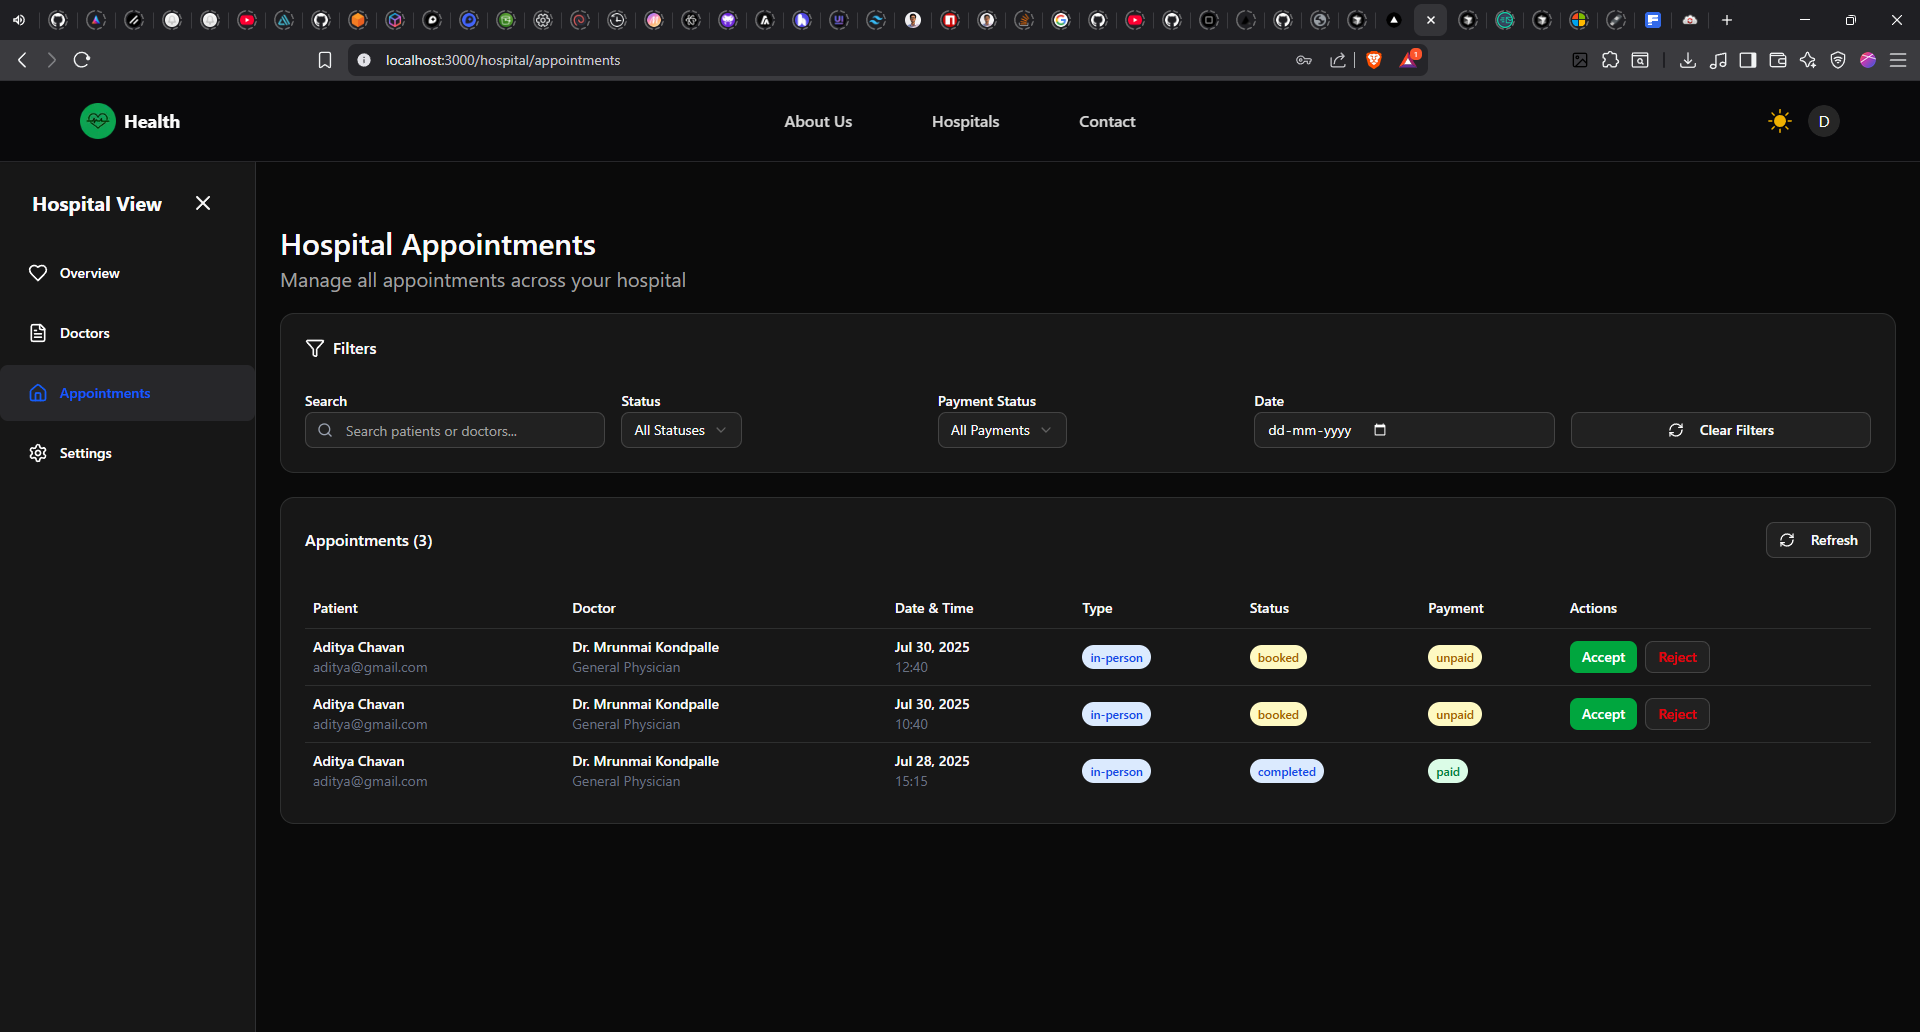 localhost:3000/hospital/appointments
1
Health
About Us
Hospitals
Contact
D
Hospital View
Overview
Doctors
Appointments
Settings
Hospital Appointments
Manage all appointments across your hospital
Filters
Search
Status
Payment Status
Date
Search patients or doctors...
All Statuses
All Payments
dd-mm-yyyy
Clear Filters
Appointments (3)
Refresh
Patient Doctor Date & Time Type Status Payment Actions
Aditya Chavan Dr. Mrunmai Kondpalle Jul 30, 2025
in-person booked unpaid Accept Reject
aditya@gmail.com General Physician 12:40
Aditya Chavan Dr. Mrunmai Kondpalle Jul 30, 2025
in-person booked unpaid Accept Reject
aditya@gmail.com General Physician 10:40
Aditya Chavan Dr. Mrunmai Kondpalle Jul 28, 2025
in-person completed paid
aditya@gmail.com General Physician 15:15